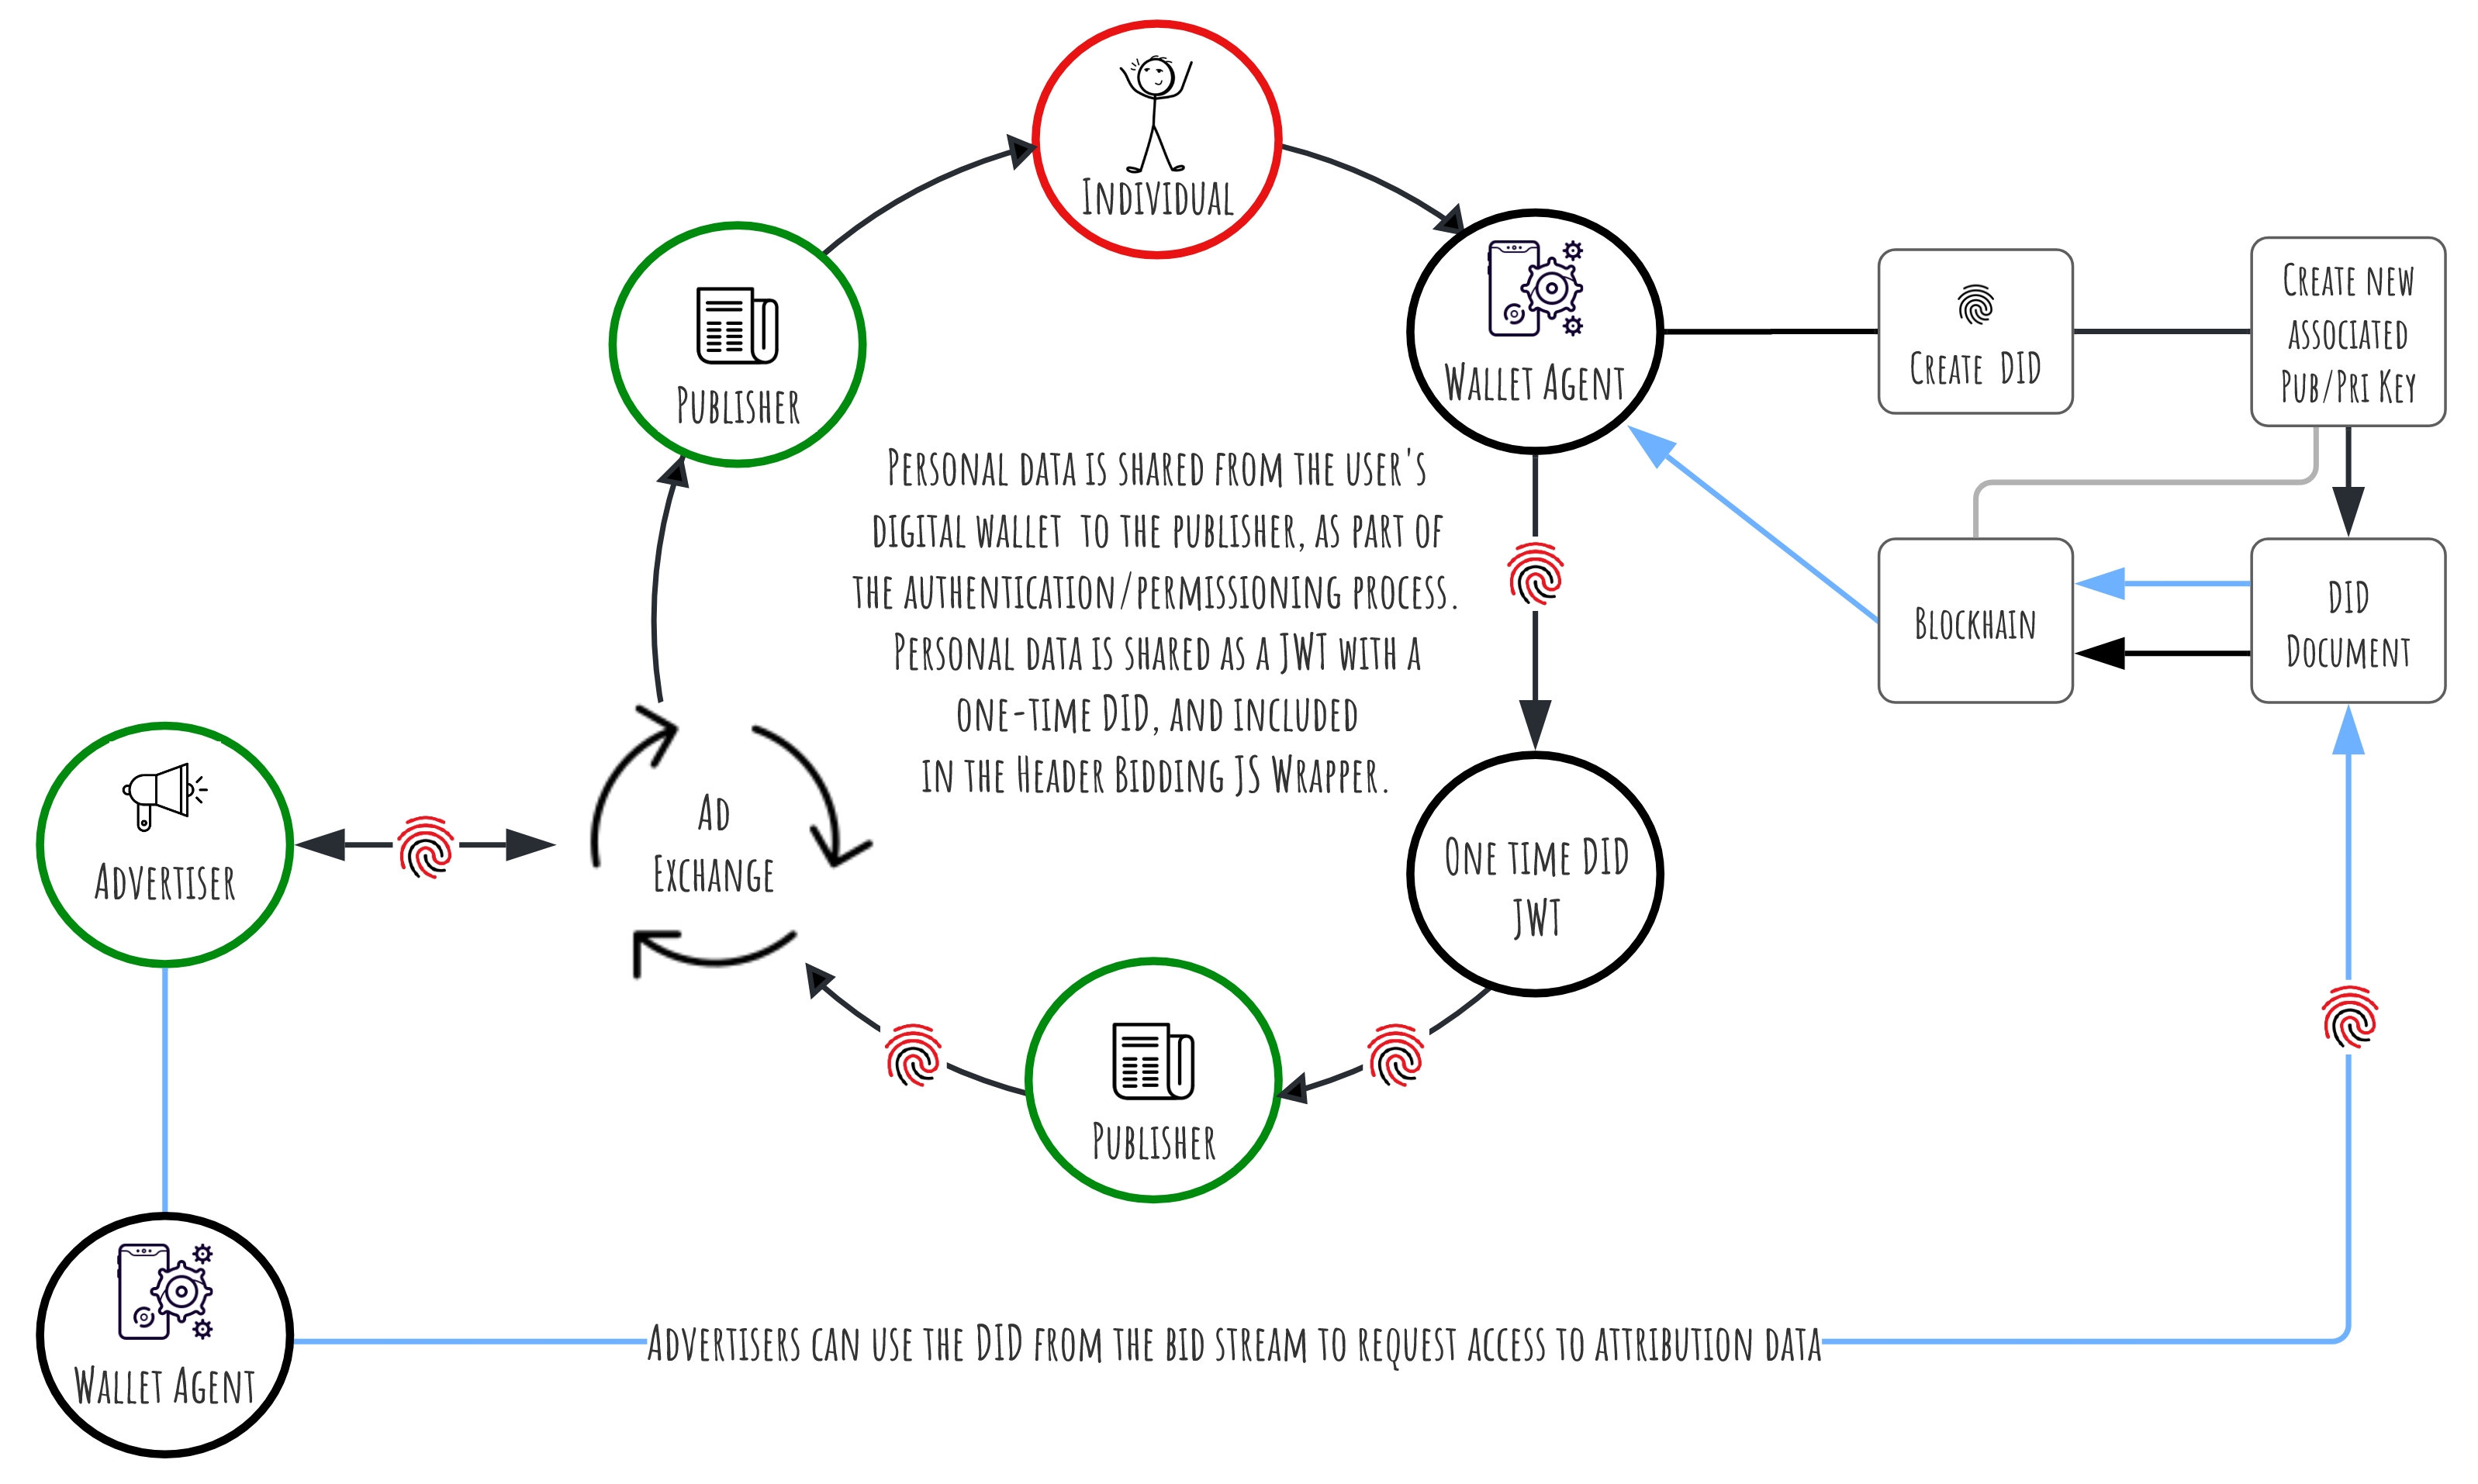 Individual
Publisher
Wallet Agent
Create DID
Create new
associated
Pub/Pri Key
Personal data is shared from the user's
digital wallet to the publisher, as part of
the authentication/permissioning process.
Personal data is shared as a JWT with a
one-time DID, and included
in the Header Bidding JS Wrapper.
Blockhain
DID
Document
Advertiser
Ad
Exchange
One time DID
JWT
Publisher
Wallet Agent
Advertisers can use the DID from the bid stream to request access to attribution data